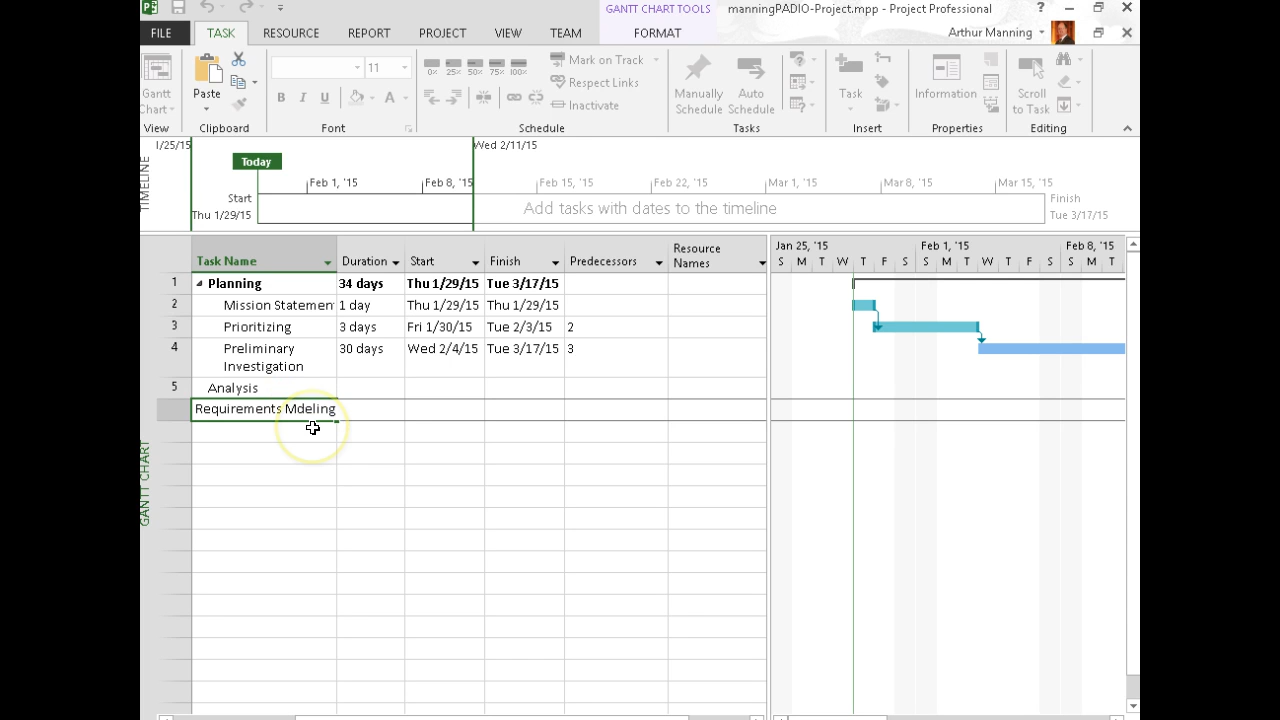 GANTT CHART TOOLS
manningPADIO-Project.mpp - Project Professional
FILE TASK RESOURCE REPORT PROJECT VIEW TEAM FORMAT Arthur Manning
Gantt Chart
View
Paste
Clipboard
11
B I U A
Font
0% 25% 50% 75% 100%
Mark on Track
Respect Links
Inactivate
Schedule
Manually Schedule
Auto Schedule
Tasks
Task
Insert
Information
Properties
Scroll to Task
Editing
TIMELINE
1/25/15
Wed 2/11/15
Today
Feb 1, '15 Feb 8, '15 Feb 15, '15 Feb 22, '15 Mar 1, '15 Mar 8, '15 Mar 15, '15
Start
Thu 1/29/15
Add tasks with dates to the timeline
Finish
Tue 3/17/15
GANTT CHART
Task Name Duration Start Finish Predecessors Resource Names
Jan 25, '15 Feb 1, '15 Feb 8, '15
S M T W T F S S M T W T F S S M T
1 Planning 34 days Thu 1/29/15 Tue 3/17/15
2 Mission Statemen 1 day Thu 1/29/15 Thu 1/29/15
3 Prioritizing 3 days Fri 1/30/15 Tue 2/3/15 2
4 Preliminary Investigation 30 days Wed 2/4/15 Tue 3/17/15 3
5 Analysis
Requirements Mdeling